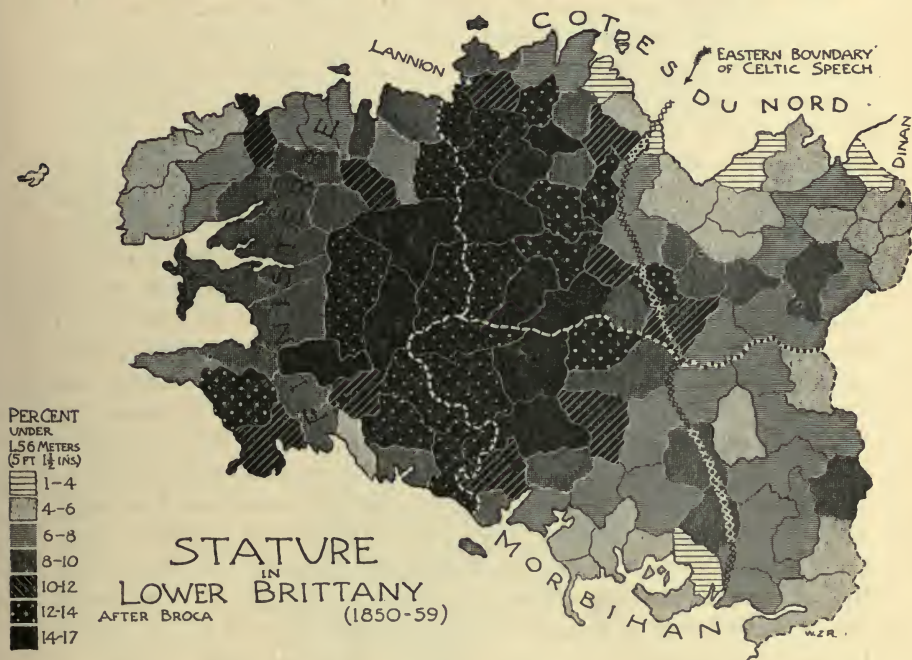 COTES
DU NORD
LANNION
EASTERN BOUNDARY
OF CELTIC SPEECH
DINAN
FINISTERE
MORBIHAN
PERCENT
UNDER
1.56 METERS
(5 FT 1½ INS)
1-4
4-6
6-8
8-10
10-12
12-14
14-17
STATURE
IN
LOWER BRITTANY
AFTER BROCA (1850-59)
W.Z.R.